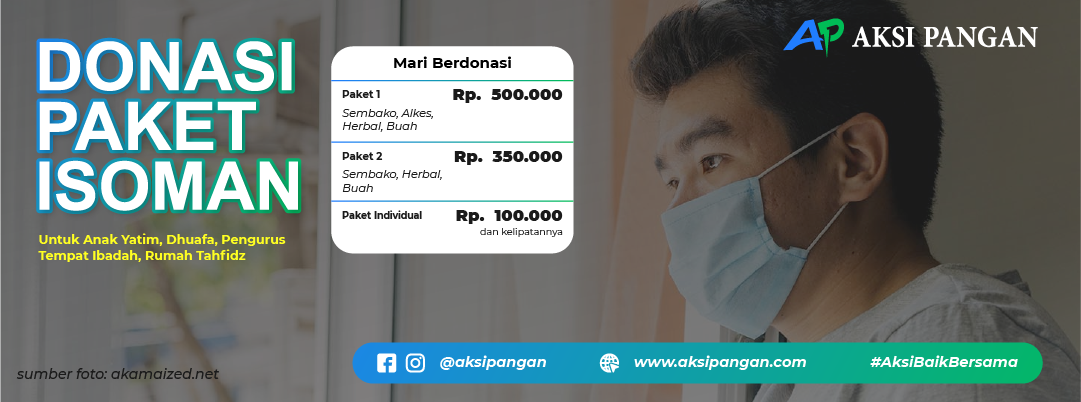 DONASI
PAKET
ISOMAN
Untuk Anak Yatim, Dhuafa, Pengurus
Tempat Ibadah, Rumah Tahfidz
Mari Berdonasi
Paket 1 Rp. 500.000
Sembako, Alkes,
Herbal, Buah
Paket 2 Rp. 350.000
Sembako, Herbal,
Buah
Paket Individual Rp. 100.000
dan kelipatannya
AP AKSI PANGAN
sumber foto: akamaized.net
@aksipangan www.aksipangan.com #AksiBaikBersama